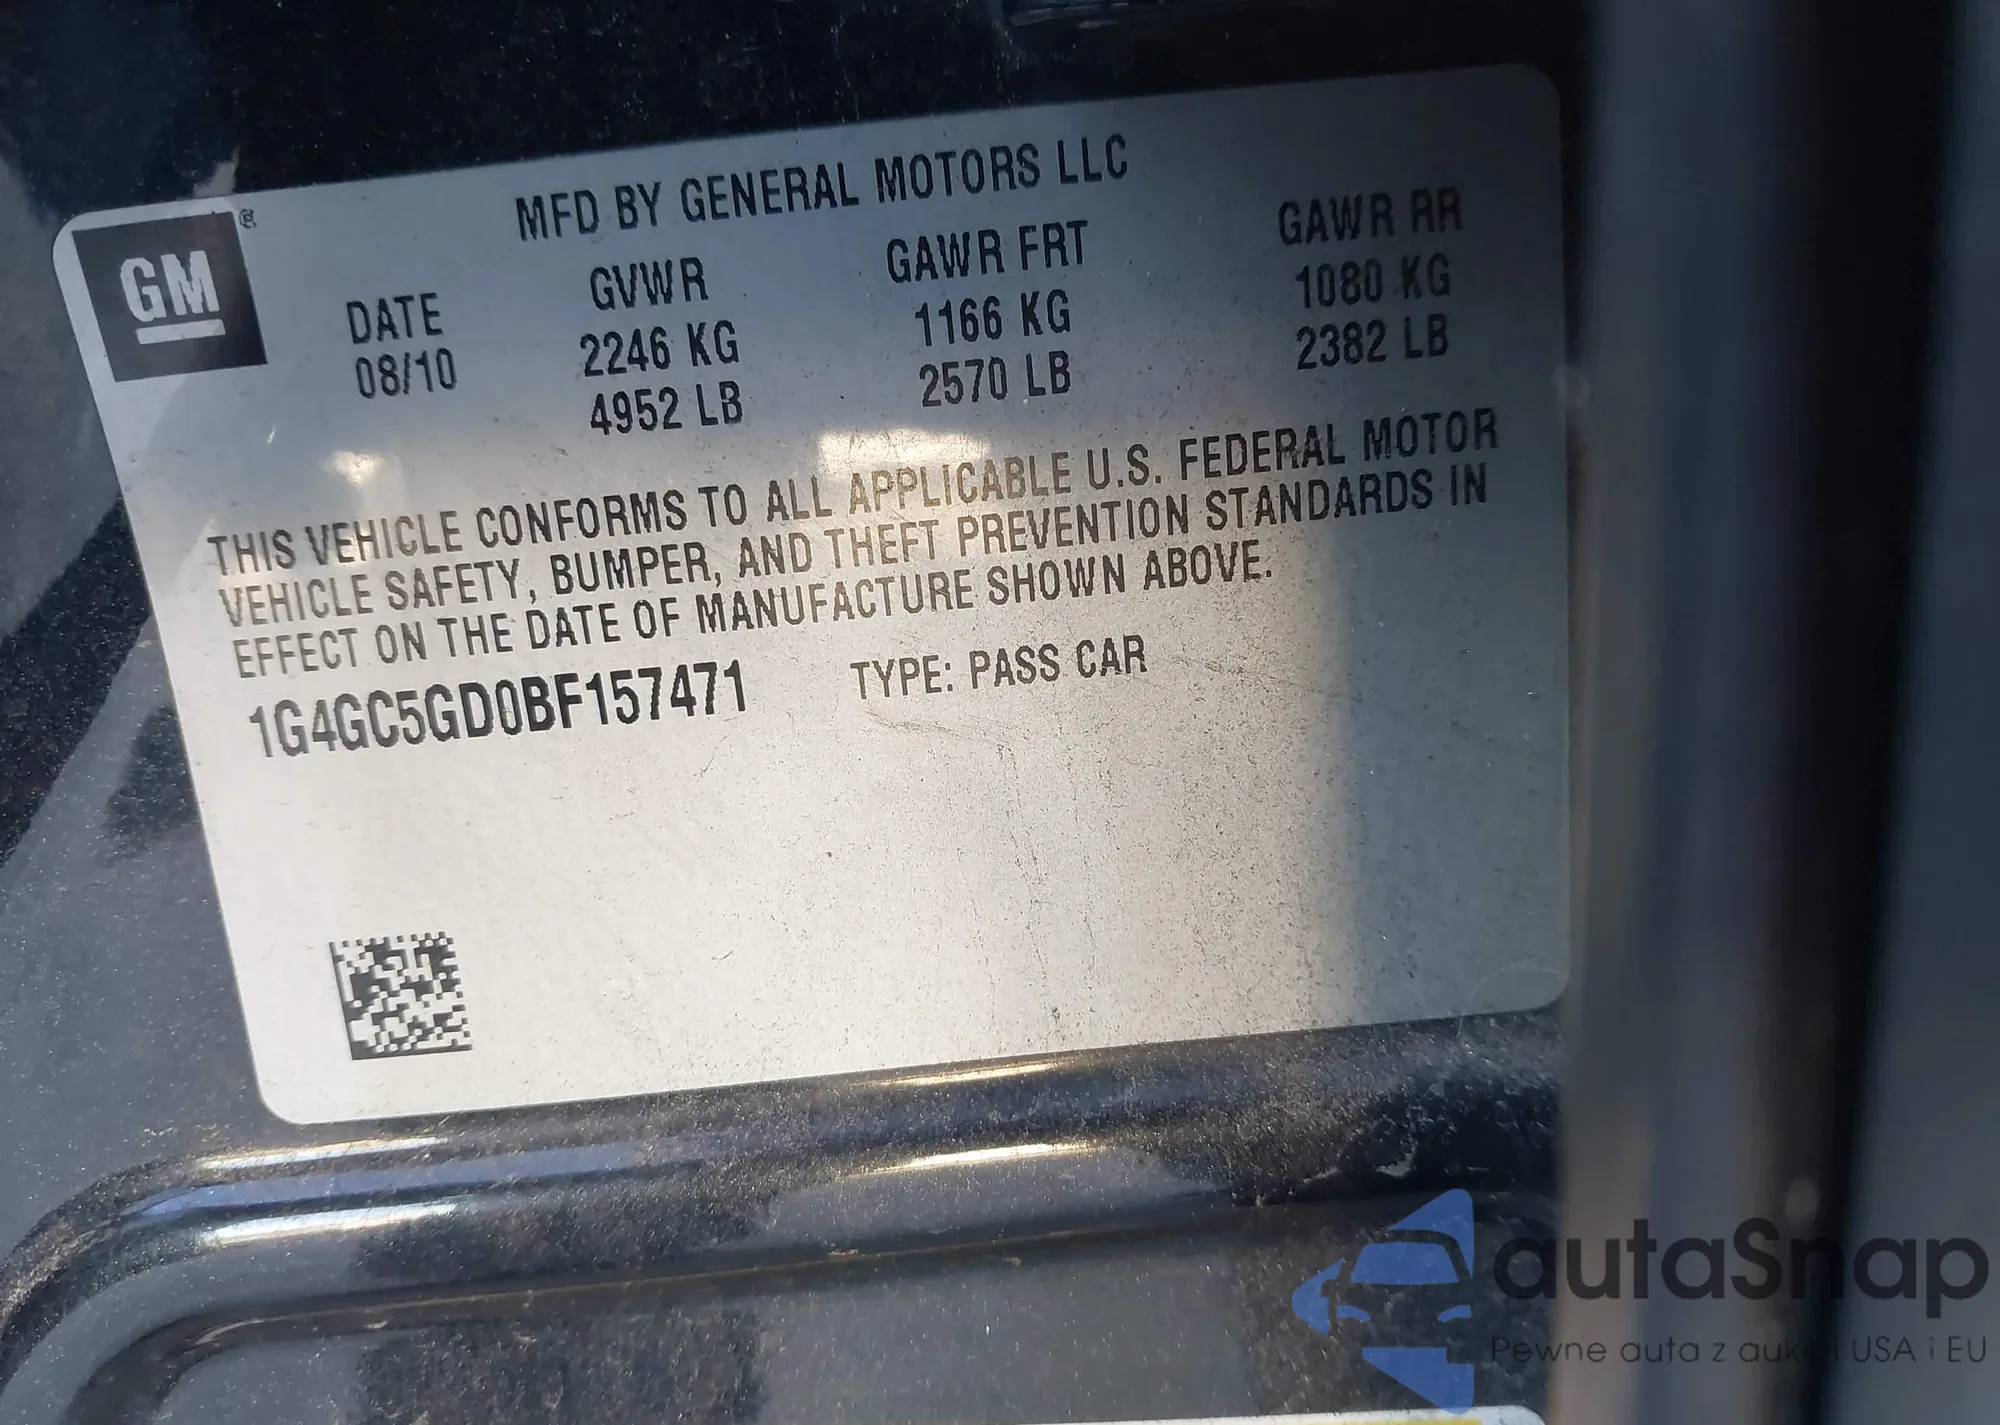 GM ®
MFD BY GENERAL MOTORS LLC
DATE GVWR GAWR FRT GAWR RR
08/10 2246 KG 1166 KG 1080 KG
4952 LB 2570 LB 2382 LB
THIS VEHICLE CONFORMS TO ALL APPLICABLE U.S. FEDERAL MOTOR
VEHICLE SAFETY, BUMPER, AND THEFT PREVENTION STANDARDS IN
EFFECT ON THE DATE OF MANUFACTURE SHOWN ABOVE.
1G4GC5GD0BF157471 TYPE: PASS CAR
autaSnap
Pewne auta z aukcji USA i EU